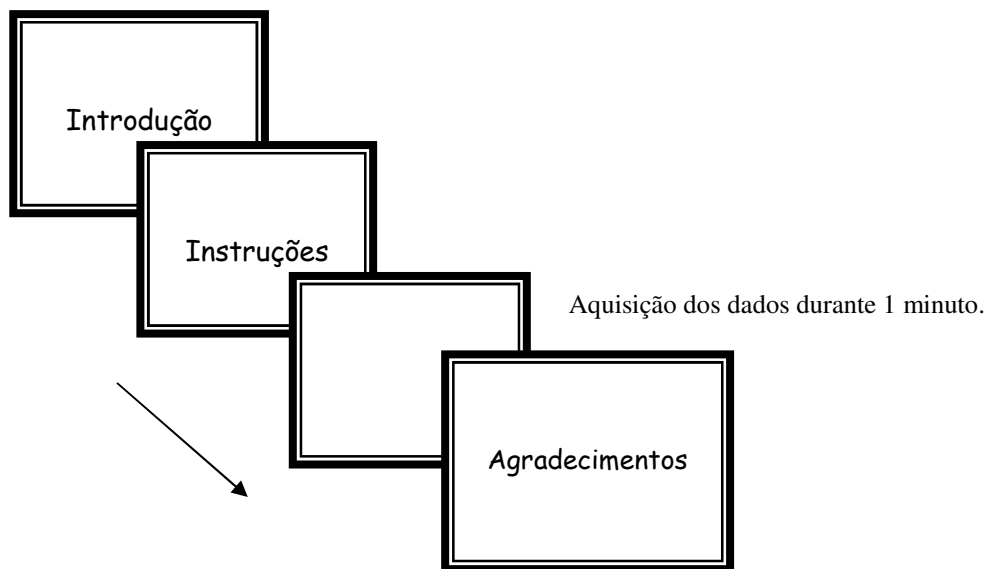 Introdução
Instruções
Aquisição dos dados durante 1 minuto.
Agradecimentos